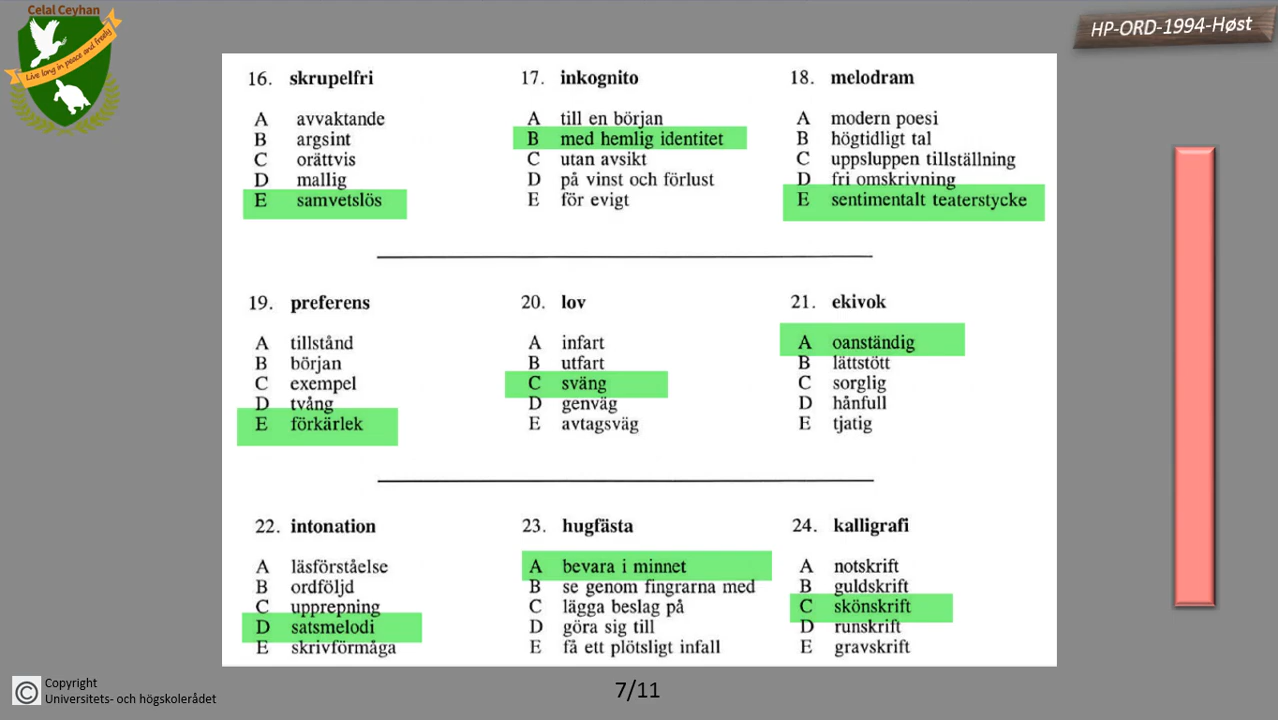 Celal Ceyhan
Live long in peace and freely
HP-ORD-1994-Høst
16. skrupelfri
A avvaktande
B argsint
C orättvis
D mallig
E samvetslös
17. inkognito
A till en början
B med hemlig identitet
C utan avsikt
D på vinst och förlust
E för evigt
18. melodram
A modern poesi
B högtidligt tal
C uppsluppen tillställning
D fri omskrivning
E sentimentalt teaterstycke
19. preferens
A tillstånd
B början
C exempel
D tvång
E förkärlek
20. lov
A infart
B utfart
C sväng
D genväg
E avtagsväg
21. ekivok
A oanständig
B lättstött
C sorglig
D hånfull
E tjatig
22. intonation
A läsförståelse
B ordföljd
C upprepning
D satsmelodi
E skrivförmåga
23. hugfästa
A bevara i minnet
B se genom fingrarna med
C lägga beslag på
D göra sig till
E få ett plötsligt infall
24. kalligrafi
A notskrift
B guldskrift
C skönskrift
D runskrift
E gravskrift
© Copyright
Universitets- och högskolerådet
7/11